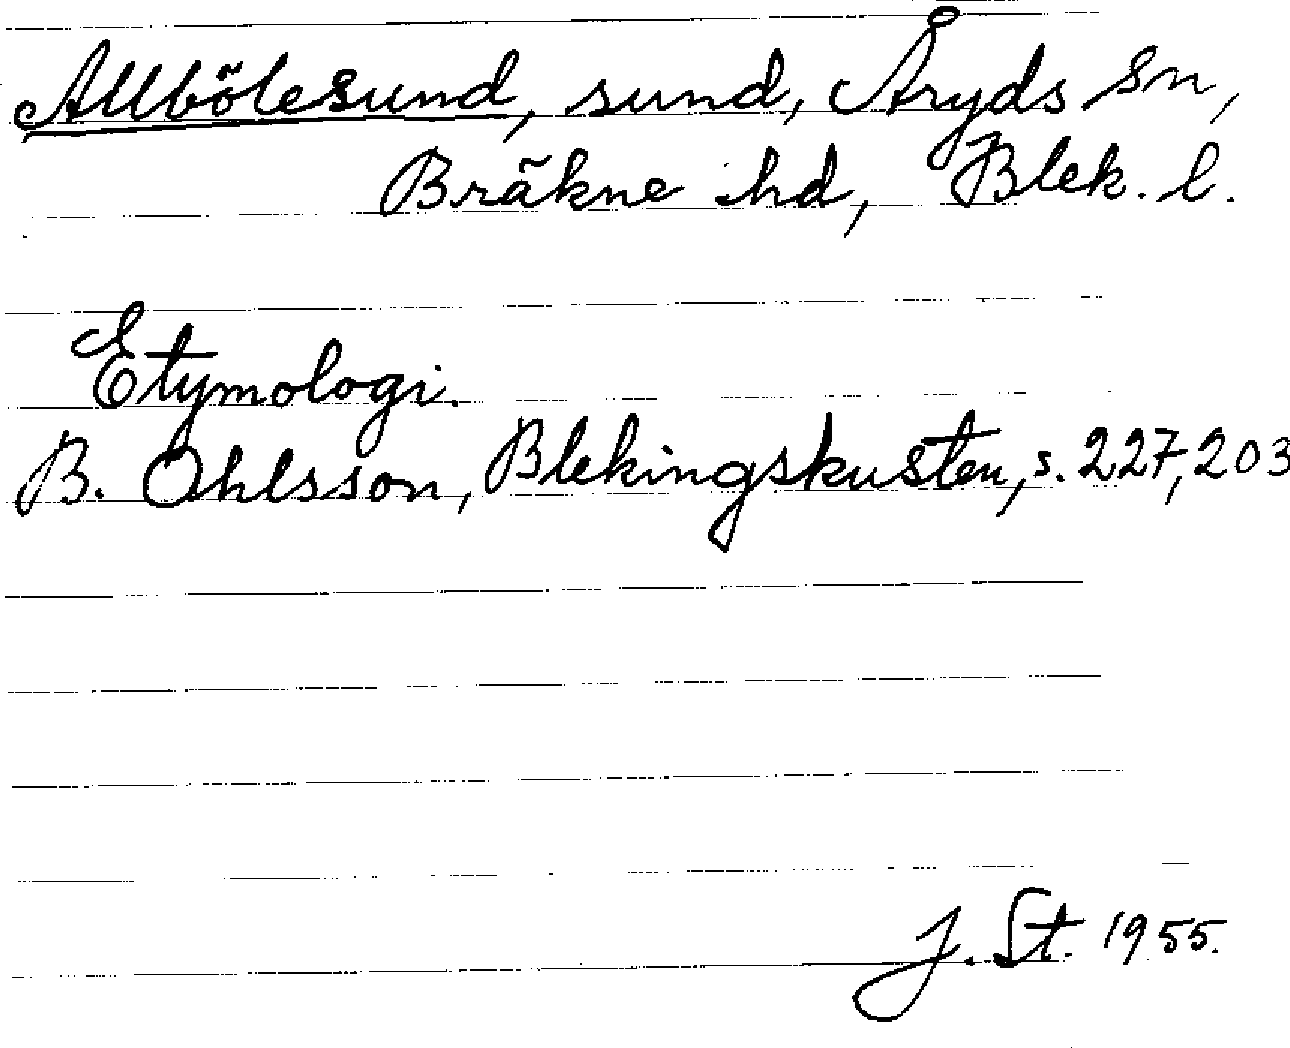 Allbölesund, sund, Åryds sn,
Bräkne hd, Blek. l.
Etymologi.
B. Ohlsson, Blekingskusten, s. 227, 203
J. St. 1955.